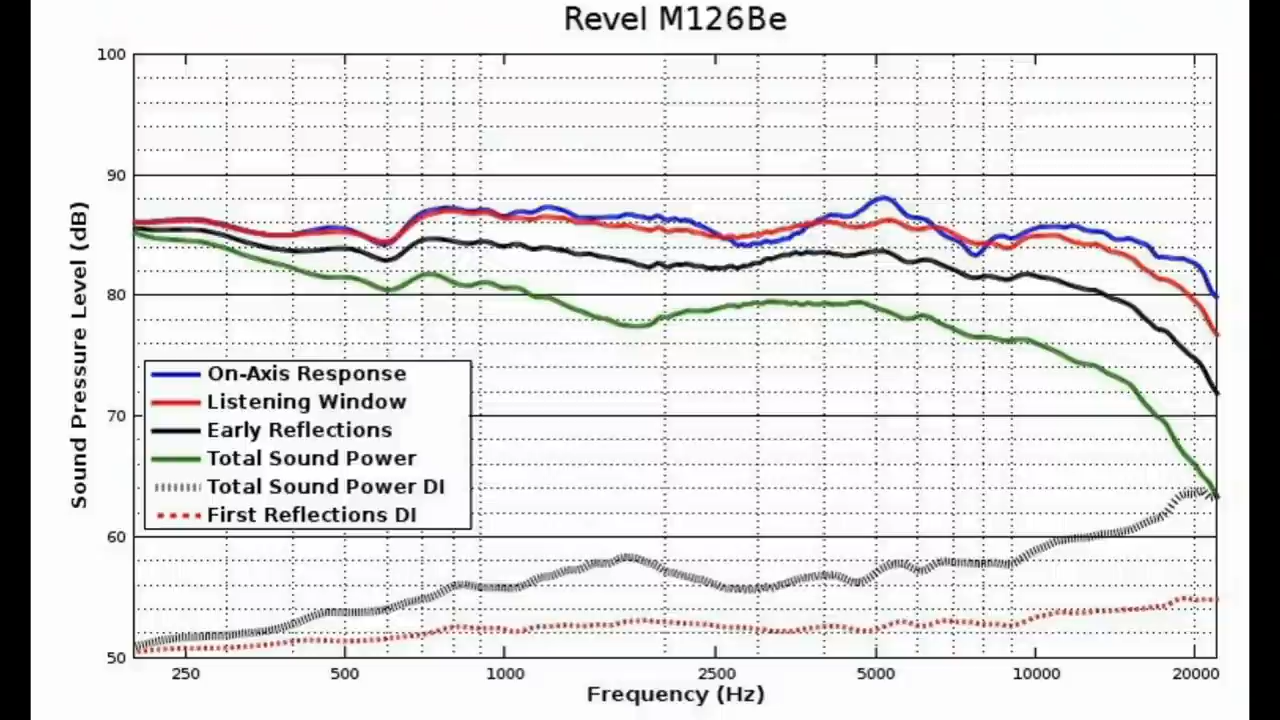 Revel M126Be
100
90
80
70
60
50
Sound Pressure Level (dB)
On-Axis Response
Listening Window
Early Reflections
Total Sound Power
Total Sound Power DI
First Reflections DI
250 500 1000 2500 5000 10000 20000
Frequency (Hz)